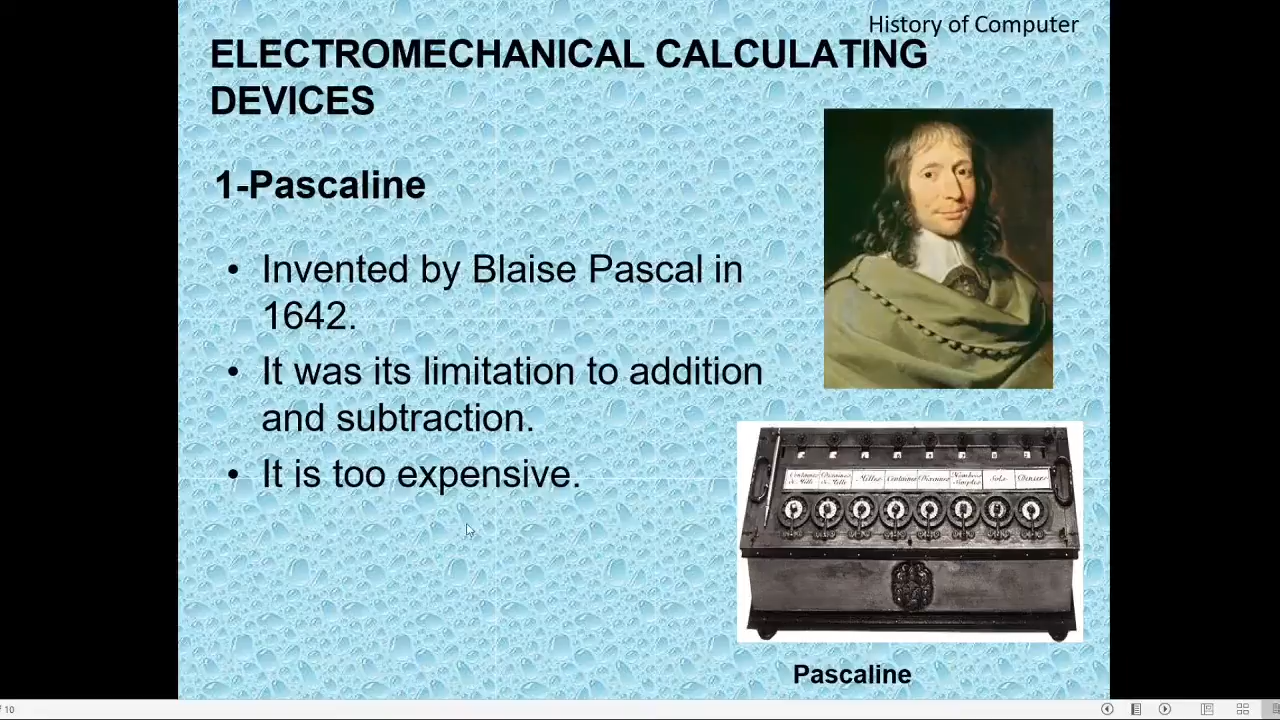 History of Computer
ELECTROMECHANICAL CALCULATING
DEVICES
1-Pascaline
• Invented by Blaise Pascal in
1642.
• It was its limitation to addition
and subtraction.
• It is too expensive.
Pascaline
10